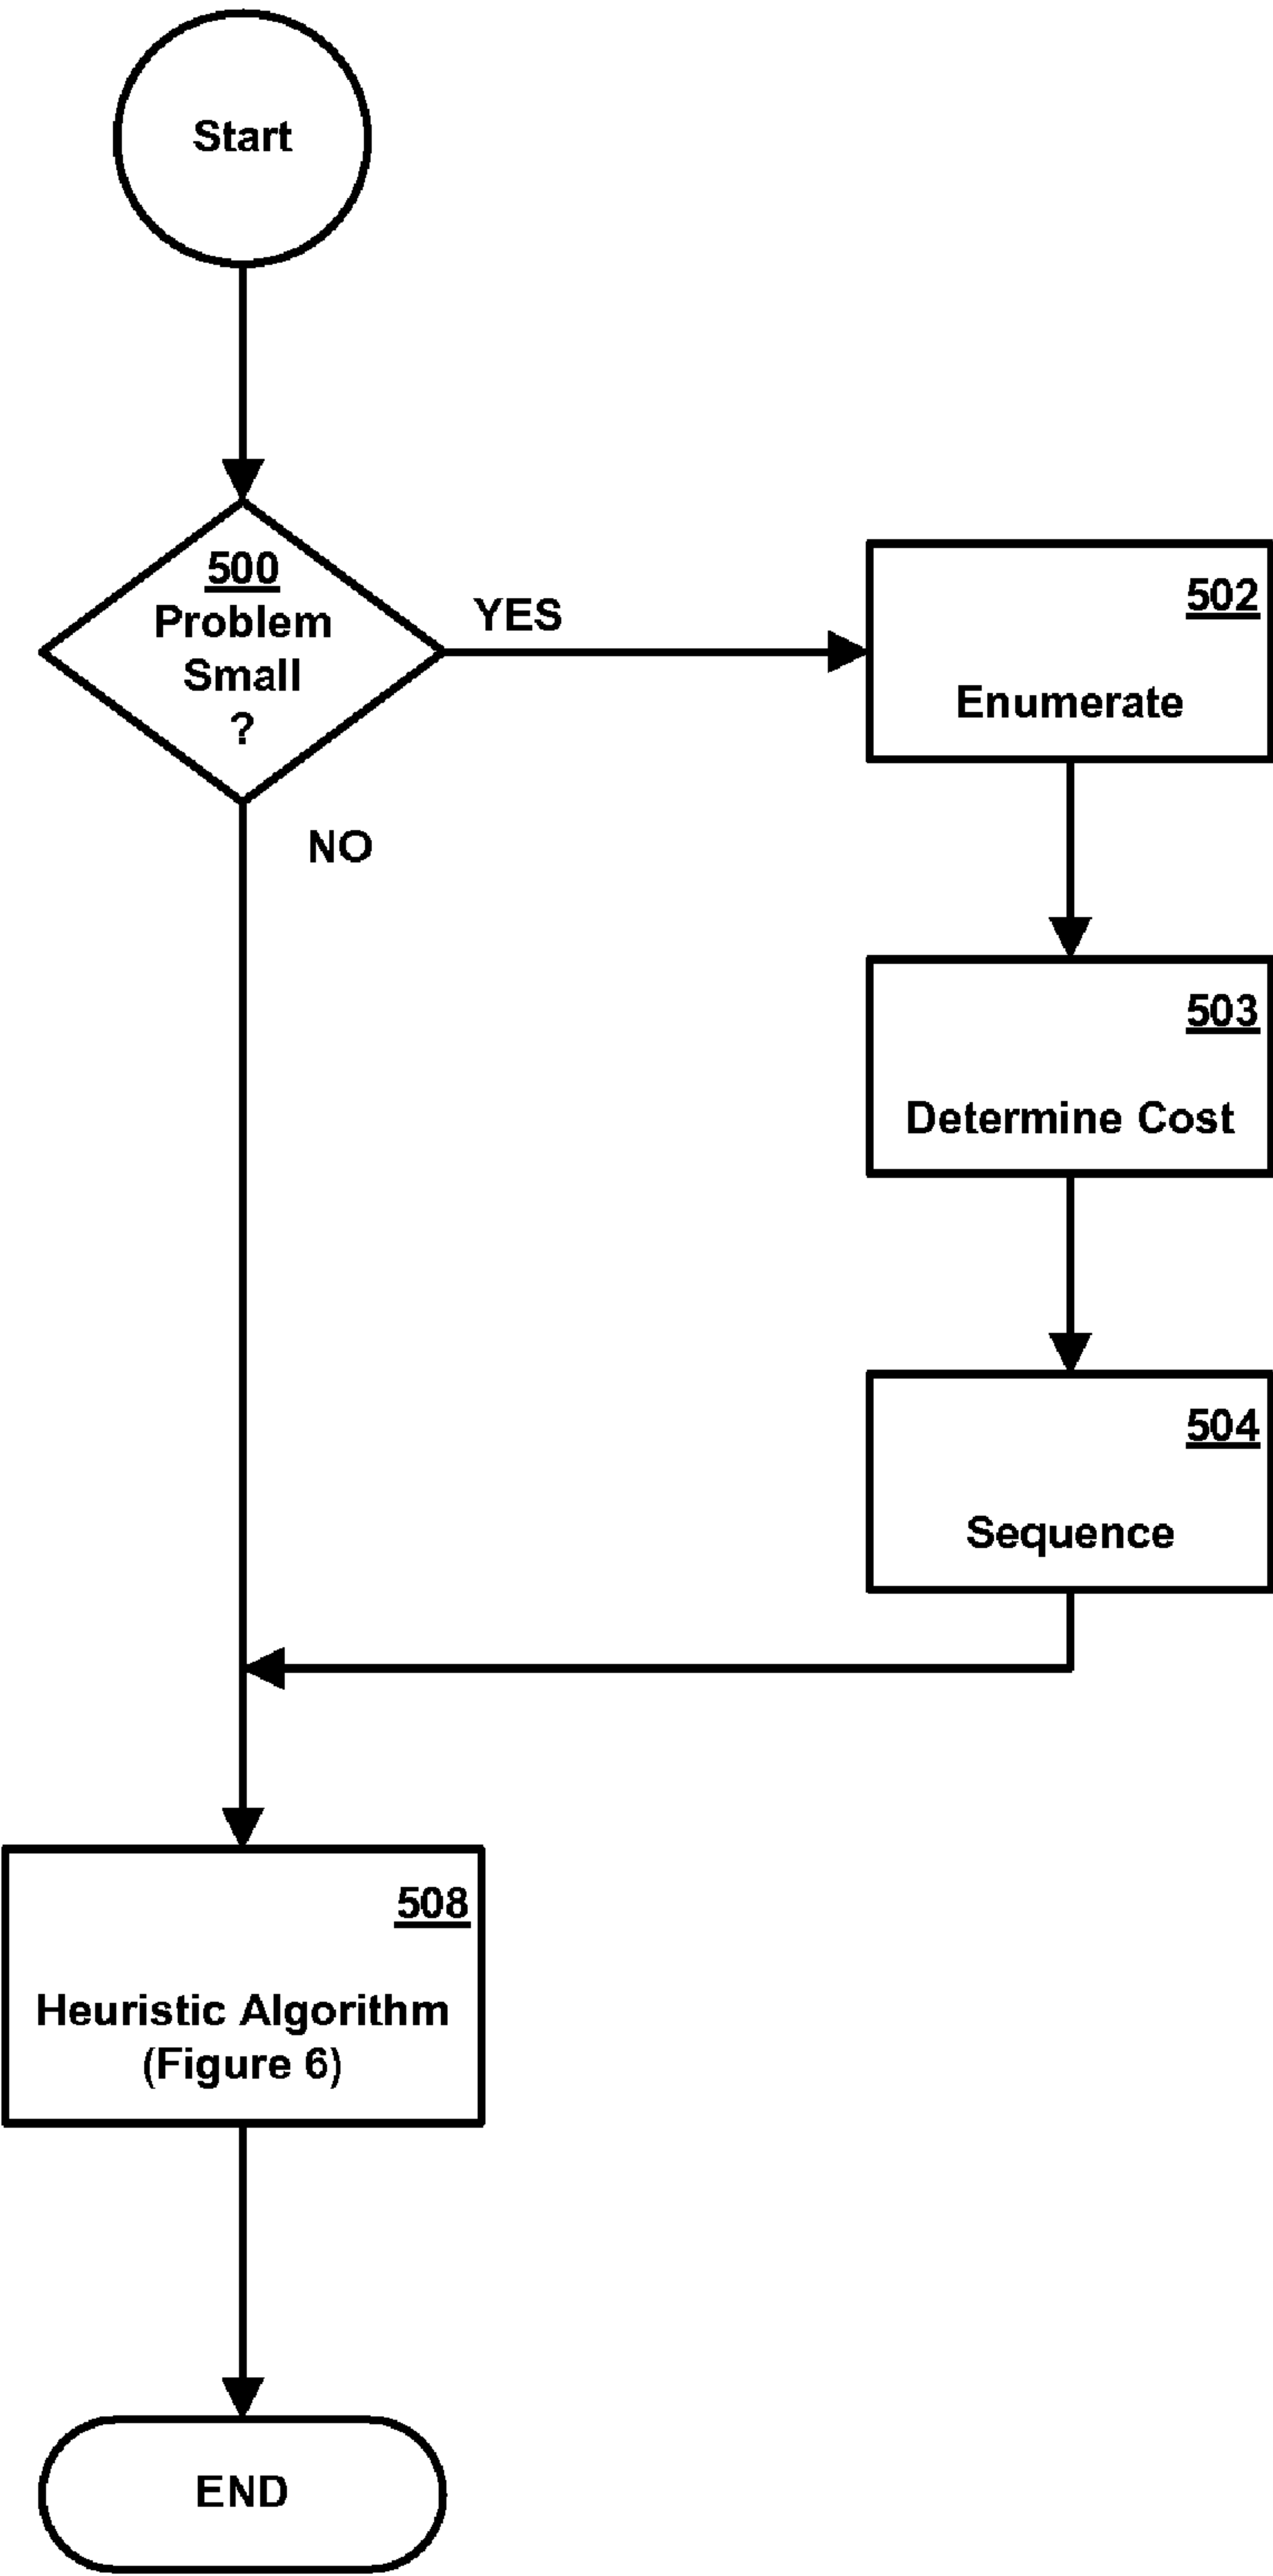 Start
500
Problem
Small
?
YES
NO
502
Enumerate
503
Determine Cost
504
Sequence
508
Heuristic Algorithm
(Figure 6)
END